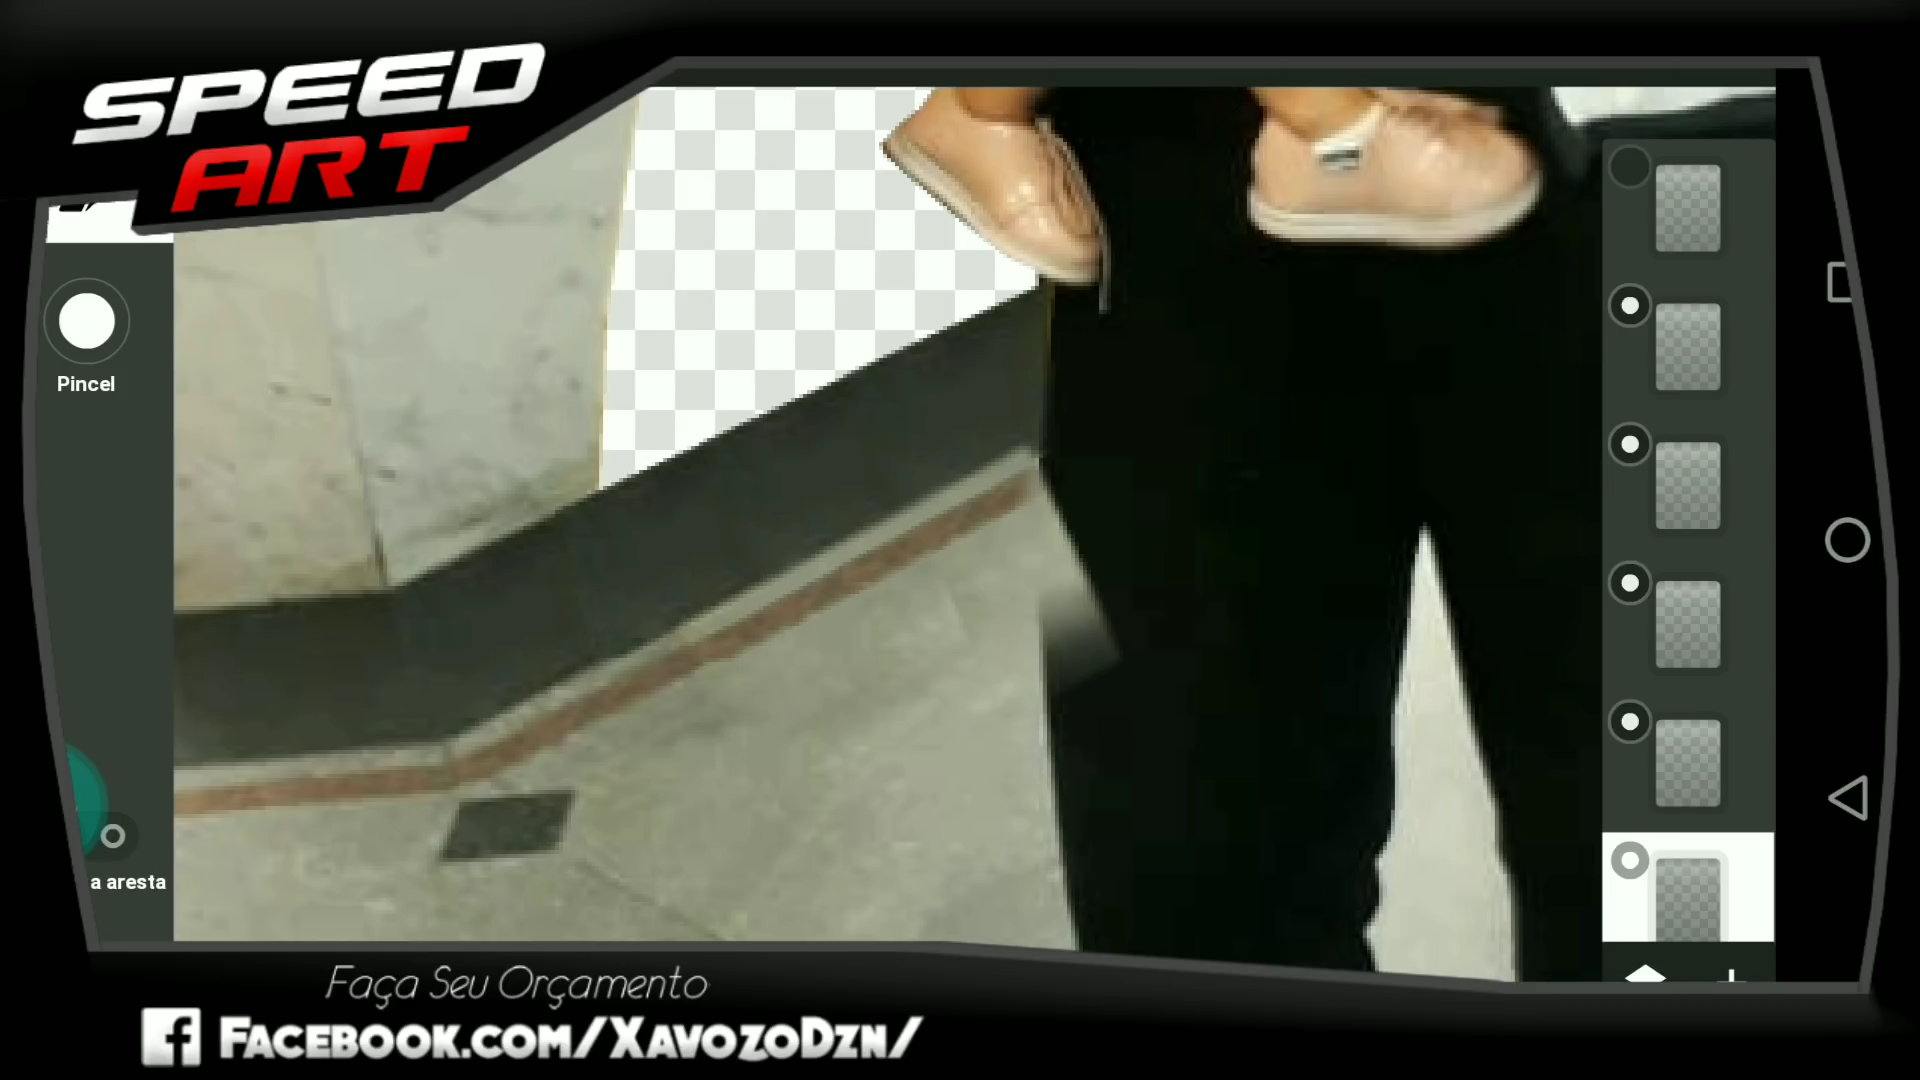 SPEED
ART
Pincel
a aresta
Faça Seu Orçamento
Facebook.com/XavozoDzn/